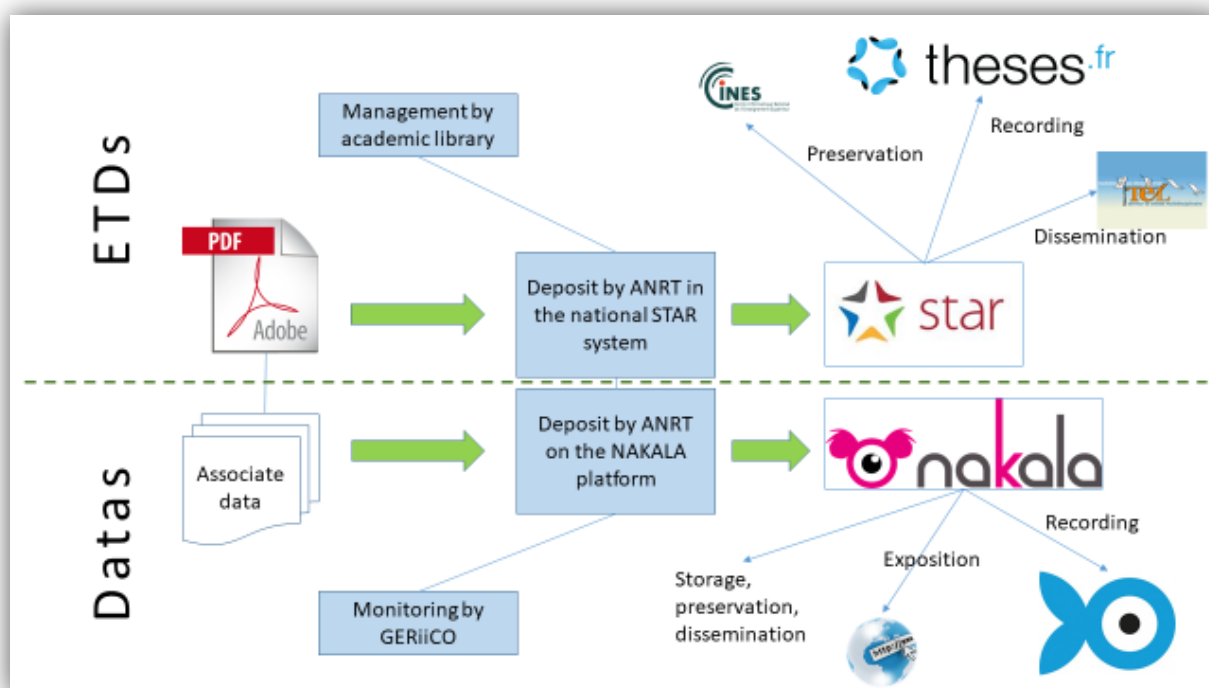 ETDs
Management by
academic library
CINES
theses.fr
Preservation
Recording
TEL
Dissemination
PDF
Adobe
Deposit by ANRT in
the national STAR
system
star
Datas
Associate
data
Deposit by ANRT
on the NAKALA
platform
nakala
Monitoring by
GERiiCO
Storage,
preservation,
dissemination
Exposition
Recording